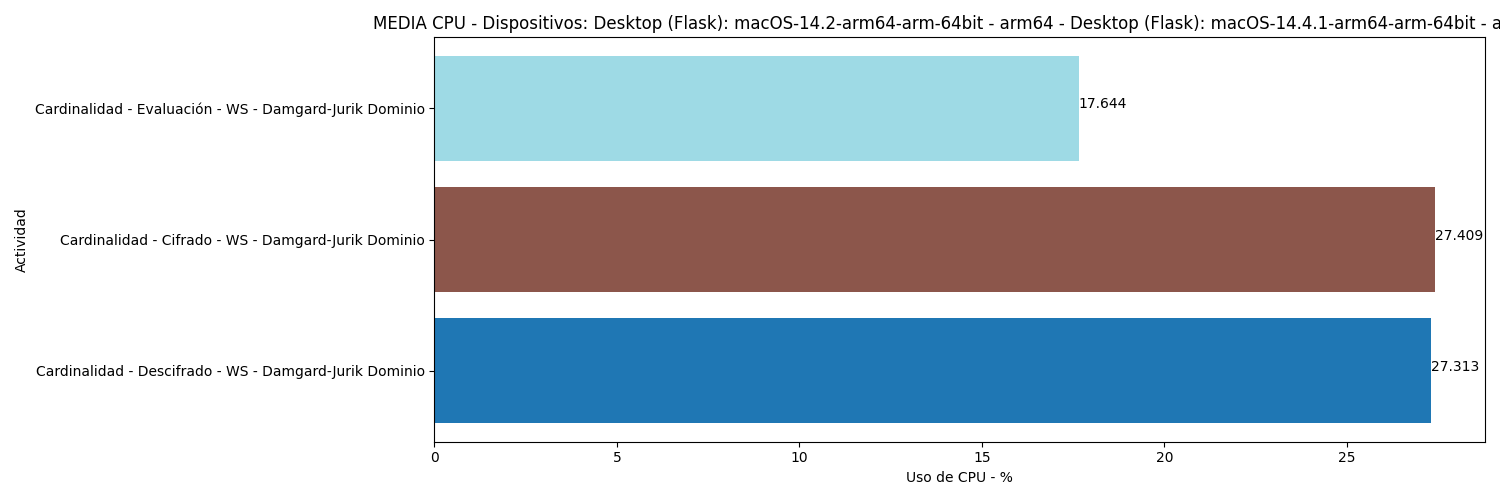 MEDIA CPU - Dispositivos: Desktop (Flask): macOS-14.2-arm64-arm-64bit - arm64 - Desktop (Flask): macOS-14.4.1-arm64-arm-64bit - a
Cardinalidad - Evaluación - WS - Damgard-Jurik Dominio
17.644
Cardinalidad - Cifrado - WS - Damgard-Jurik Dominio
27.409
Cardinalidad - Descifrado - WS - Damgard-Jurik Dominio
27.313
Actividad
0 5 10 15 20 25
Uso de CPU - %